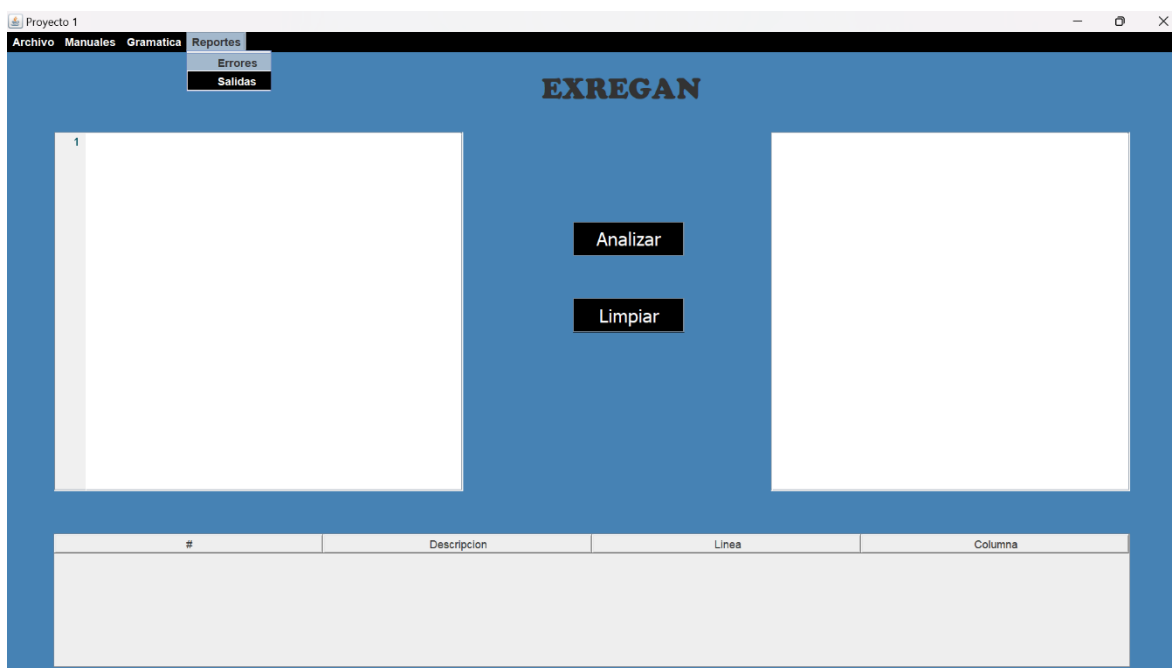 Proyecto 1
Archivo Manuales Gramatica Reportes
Errores
Salidas
EXREGAN
1
Analizar
Limpiar
# Descripcion Linea Columna